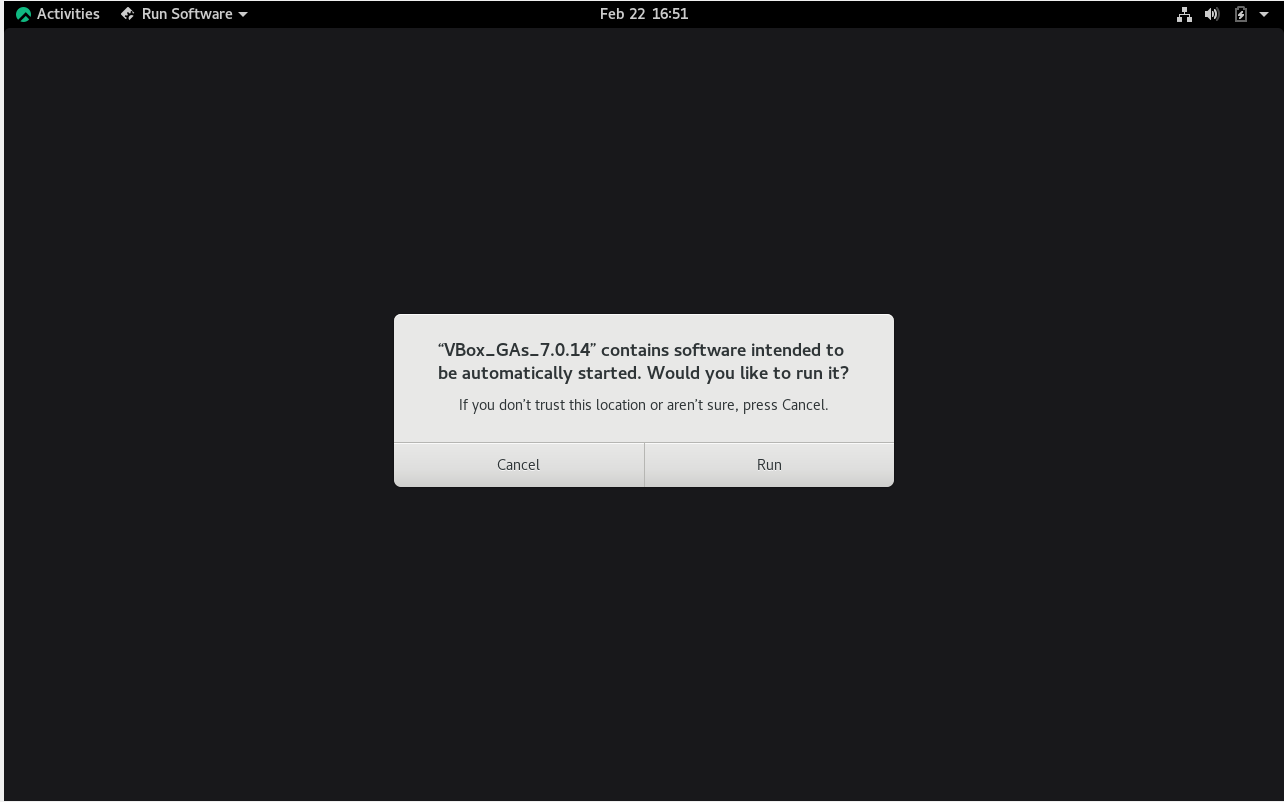 Activities Run Software Feb 22 16:51
“VBox_GAs_7.0.14” contains software intended to
be automatically started. Would you like to run it?
If you don’t trust this location or aren’t sure, press Cancel.
Cancel Run